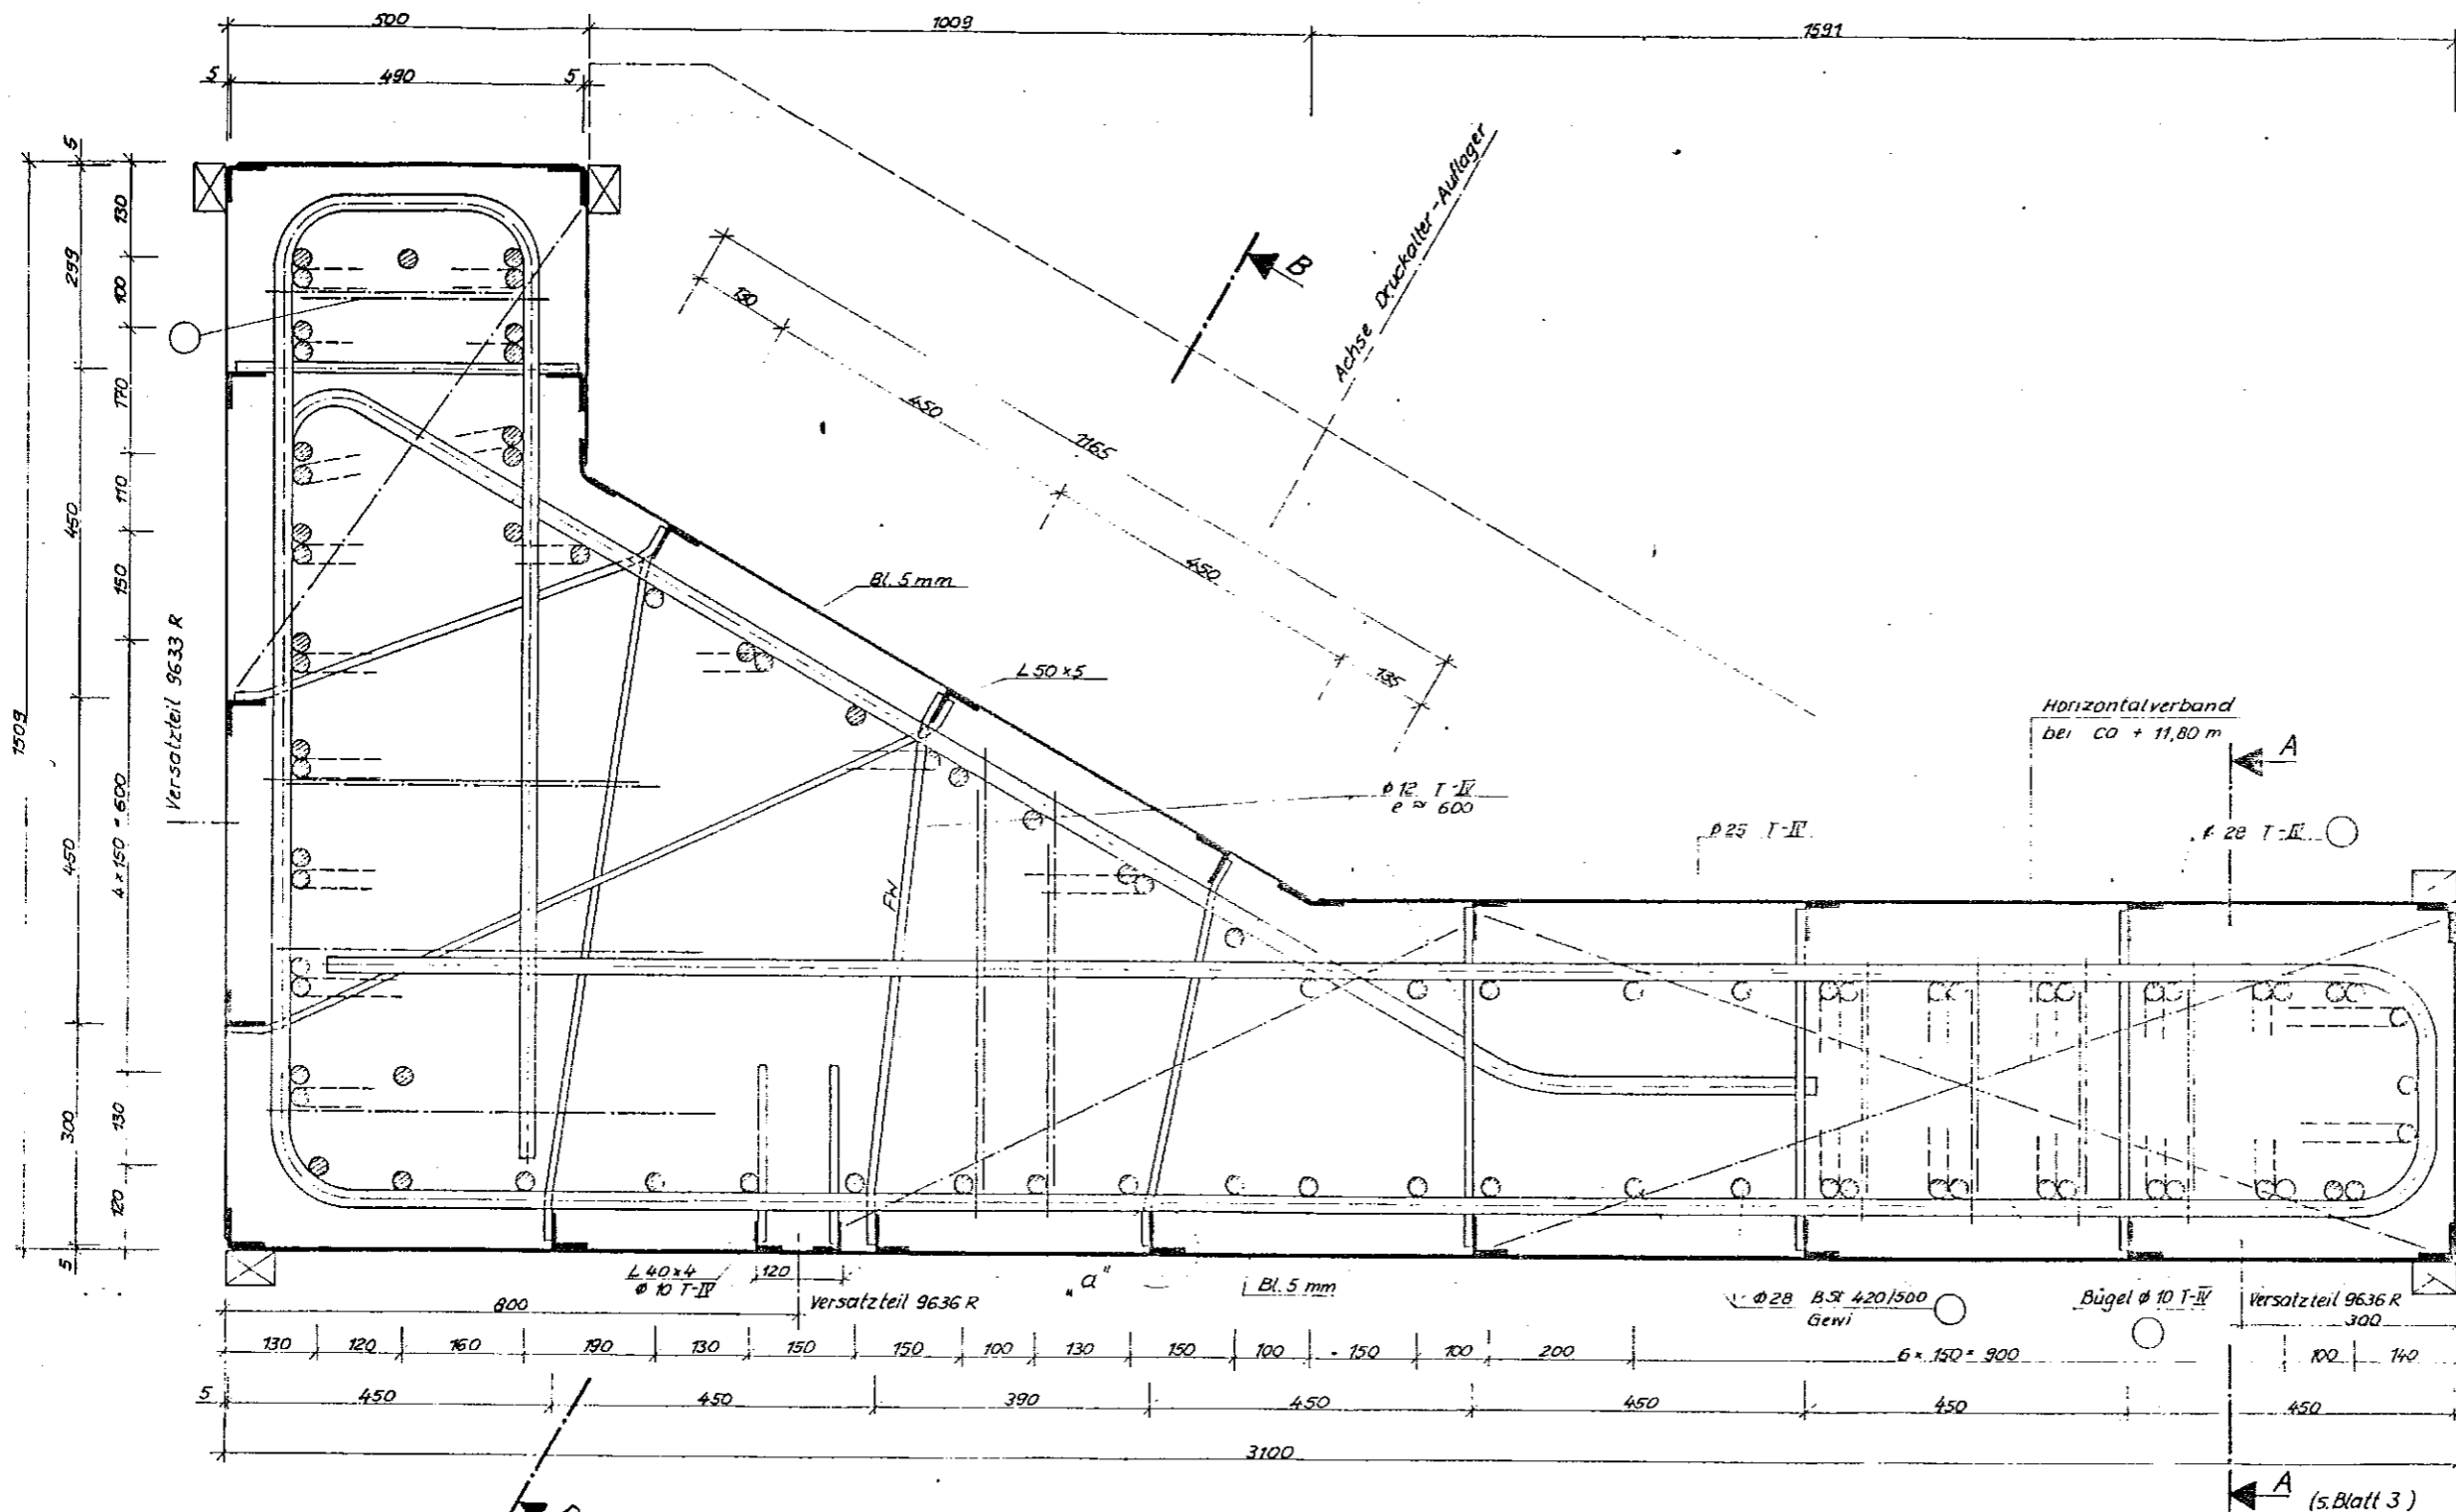 500
1009
1591
5
490
5
5
130
299
100
170
450
110
150
1509
450
4 x 150 = 600
300
130
120
5
Versatzteil 9633 R
130
450
1165
450
135
B
Achse Druckalter-Auflager
Bl. 5 mm
L 50 x 5
FW
ø 12 T-IV
e ≈ 600
ø 25 T-IV
Horizontalverband
bei CO + 11,80 m
A
ø 28 T-IV
L 40 x 4
ø 10 T-IV
120
„a"
Bl. 5 mm
ø 28 BSt 420/500
Gewi
Bügel ø 10 T-IV
Versatzteil 9636 R
300
800
Versatzteil 9636 R
130 120 160 190 130 150 150 100 130 150 100 150 100 200 6 x 150 = 900 100 140
5 450 450 390 450 450 450 450
3100
A
(s. Blatt 3)